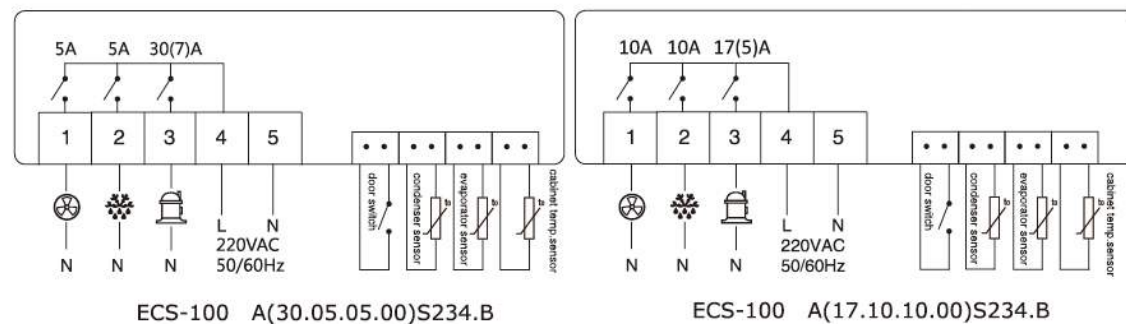 5A 5A 30(7)A
1 2 3 4 5
door switch
condenser sensor
evaporator sensor
cabinet temp.sensor
L N
220VAC
N N N 50/60Hz
ECS-100 A(30.05.05.00)S234.B
10A 10A 17(5)A
1 2 3 4 5
door switch
condenser sensor
evaporator sensor
cabinet temp.sensor
L N
220VAC
N N N 50/60Hz
ECS-100 A(17.10.10.00)S234.B